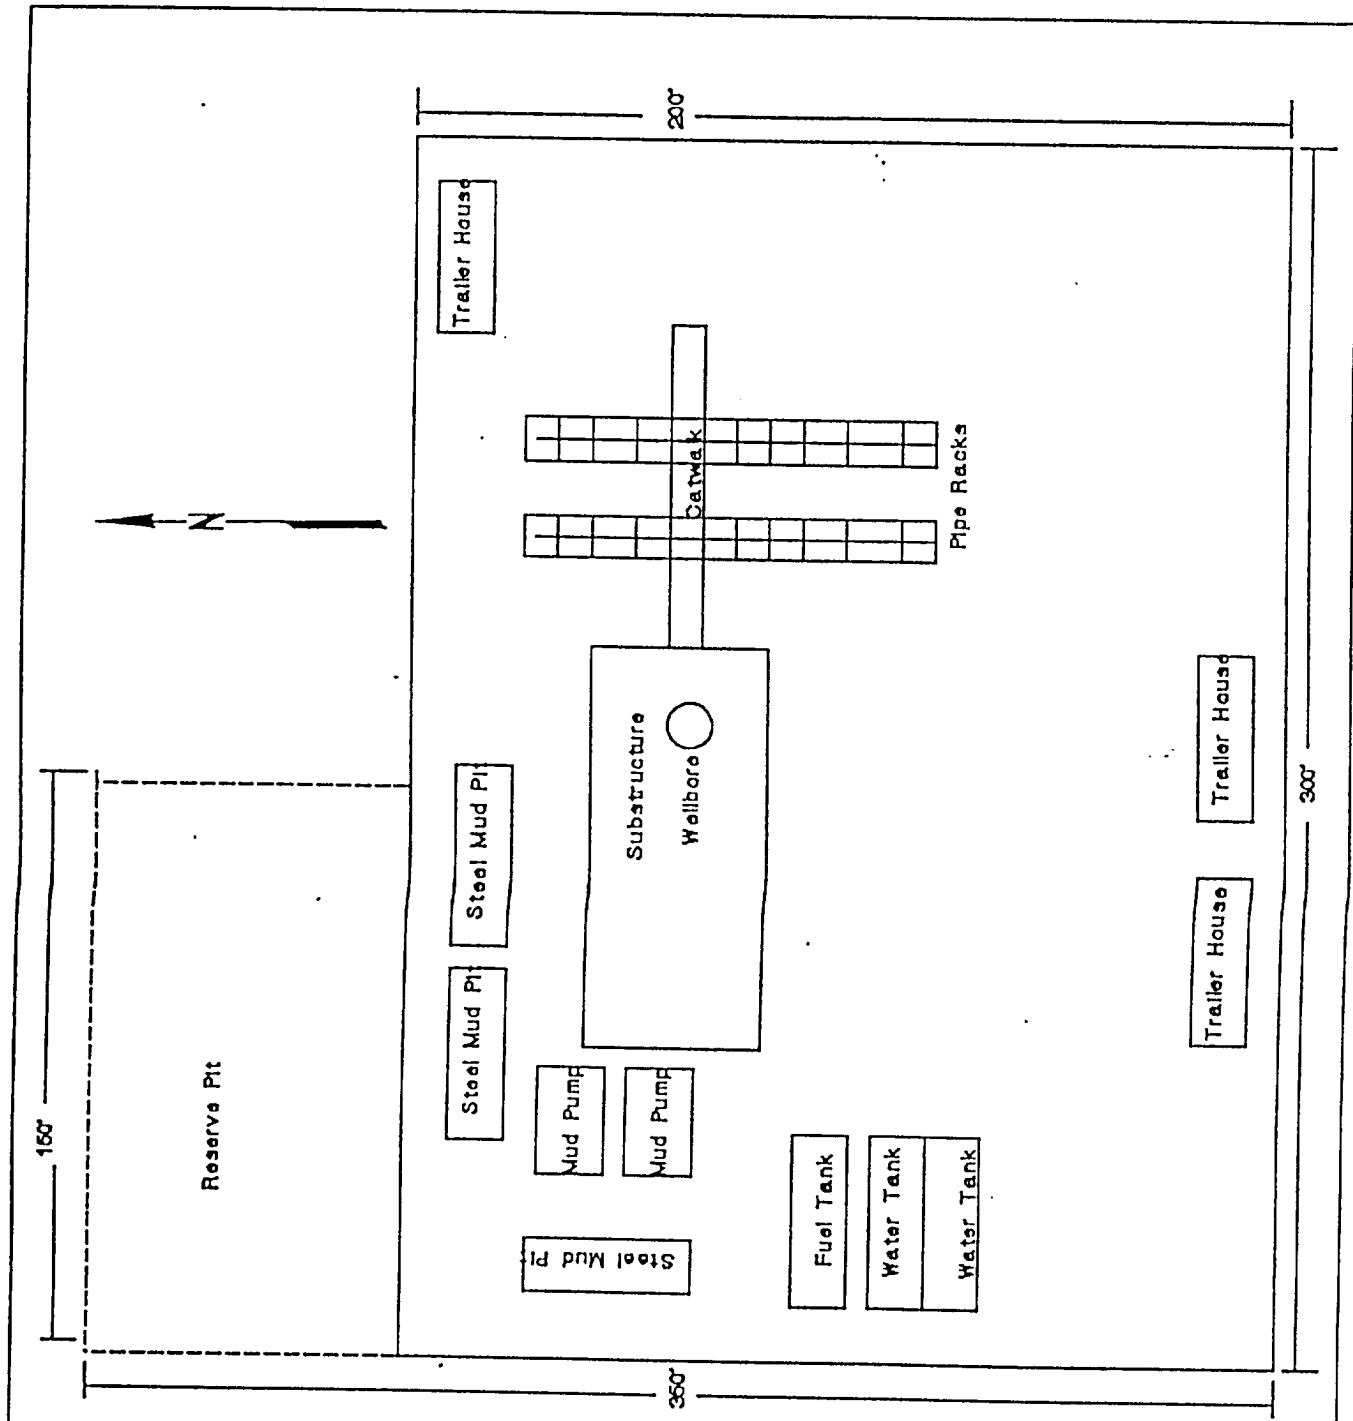 150'
Reserve Pit
N
Trailer House
Steel Mud Pit
Steel Mud Pit
Mud Pump
Mud Pump
Steel Mud Pit
Substructure
Wellbore
Catwalk
Pipe Racks
200'
350'
Fuel Tank
Water Tank
Water Tank
Trailer House
Trailer House
300'